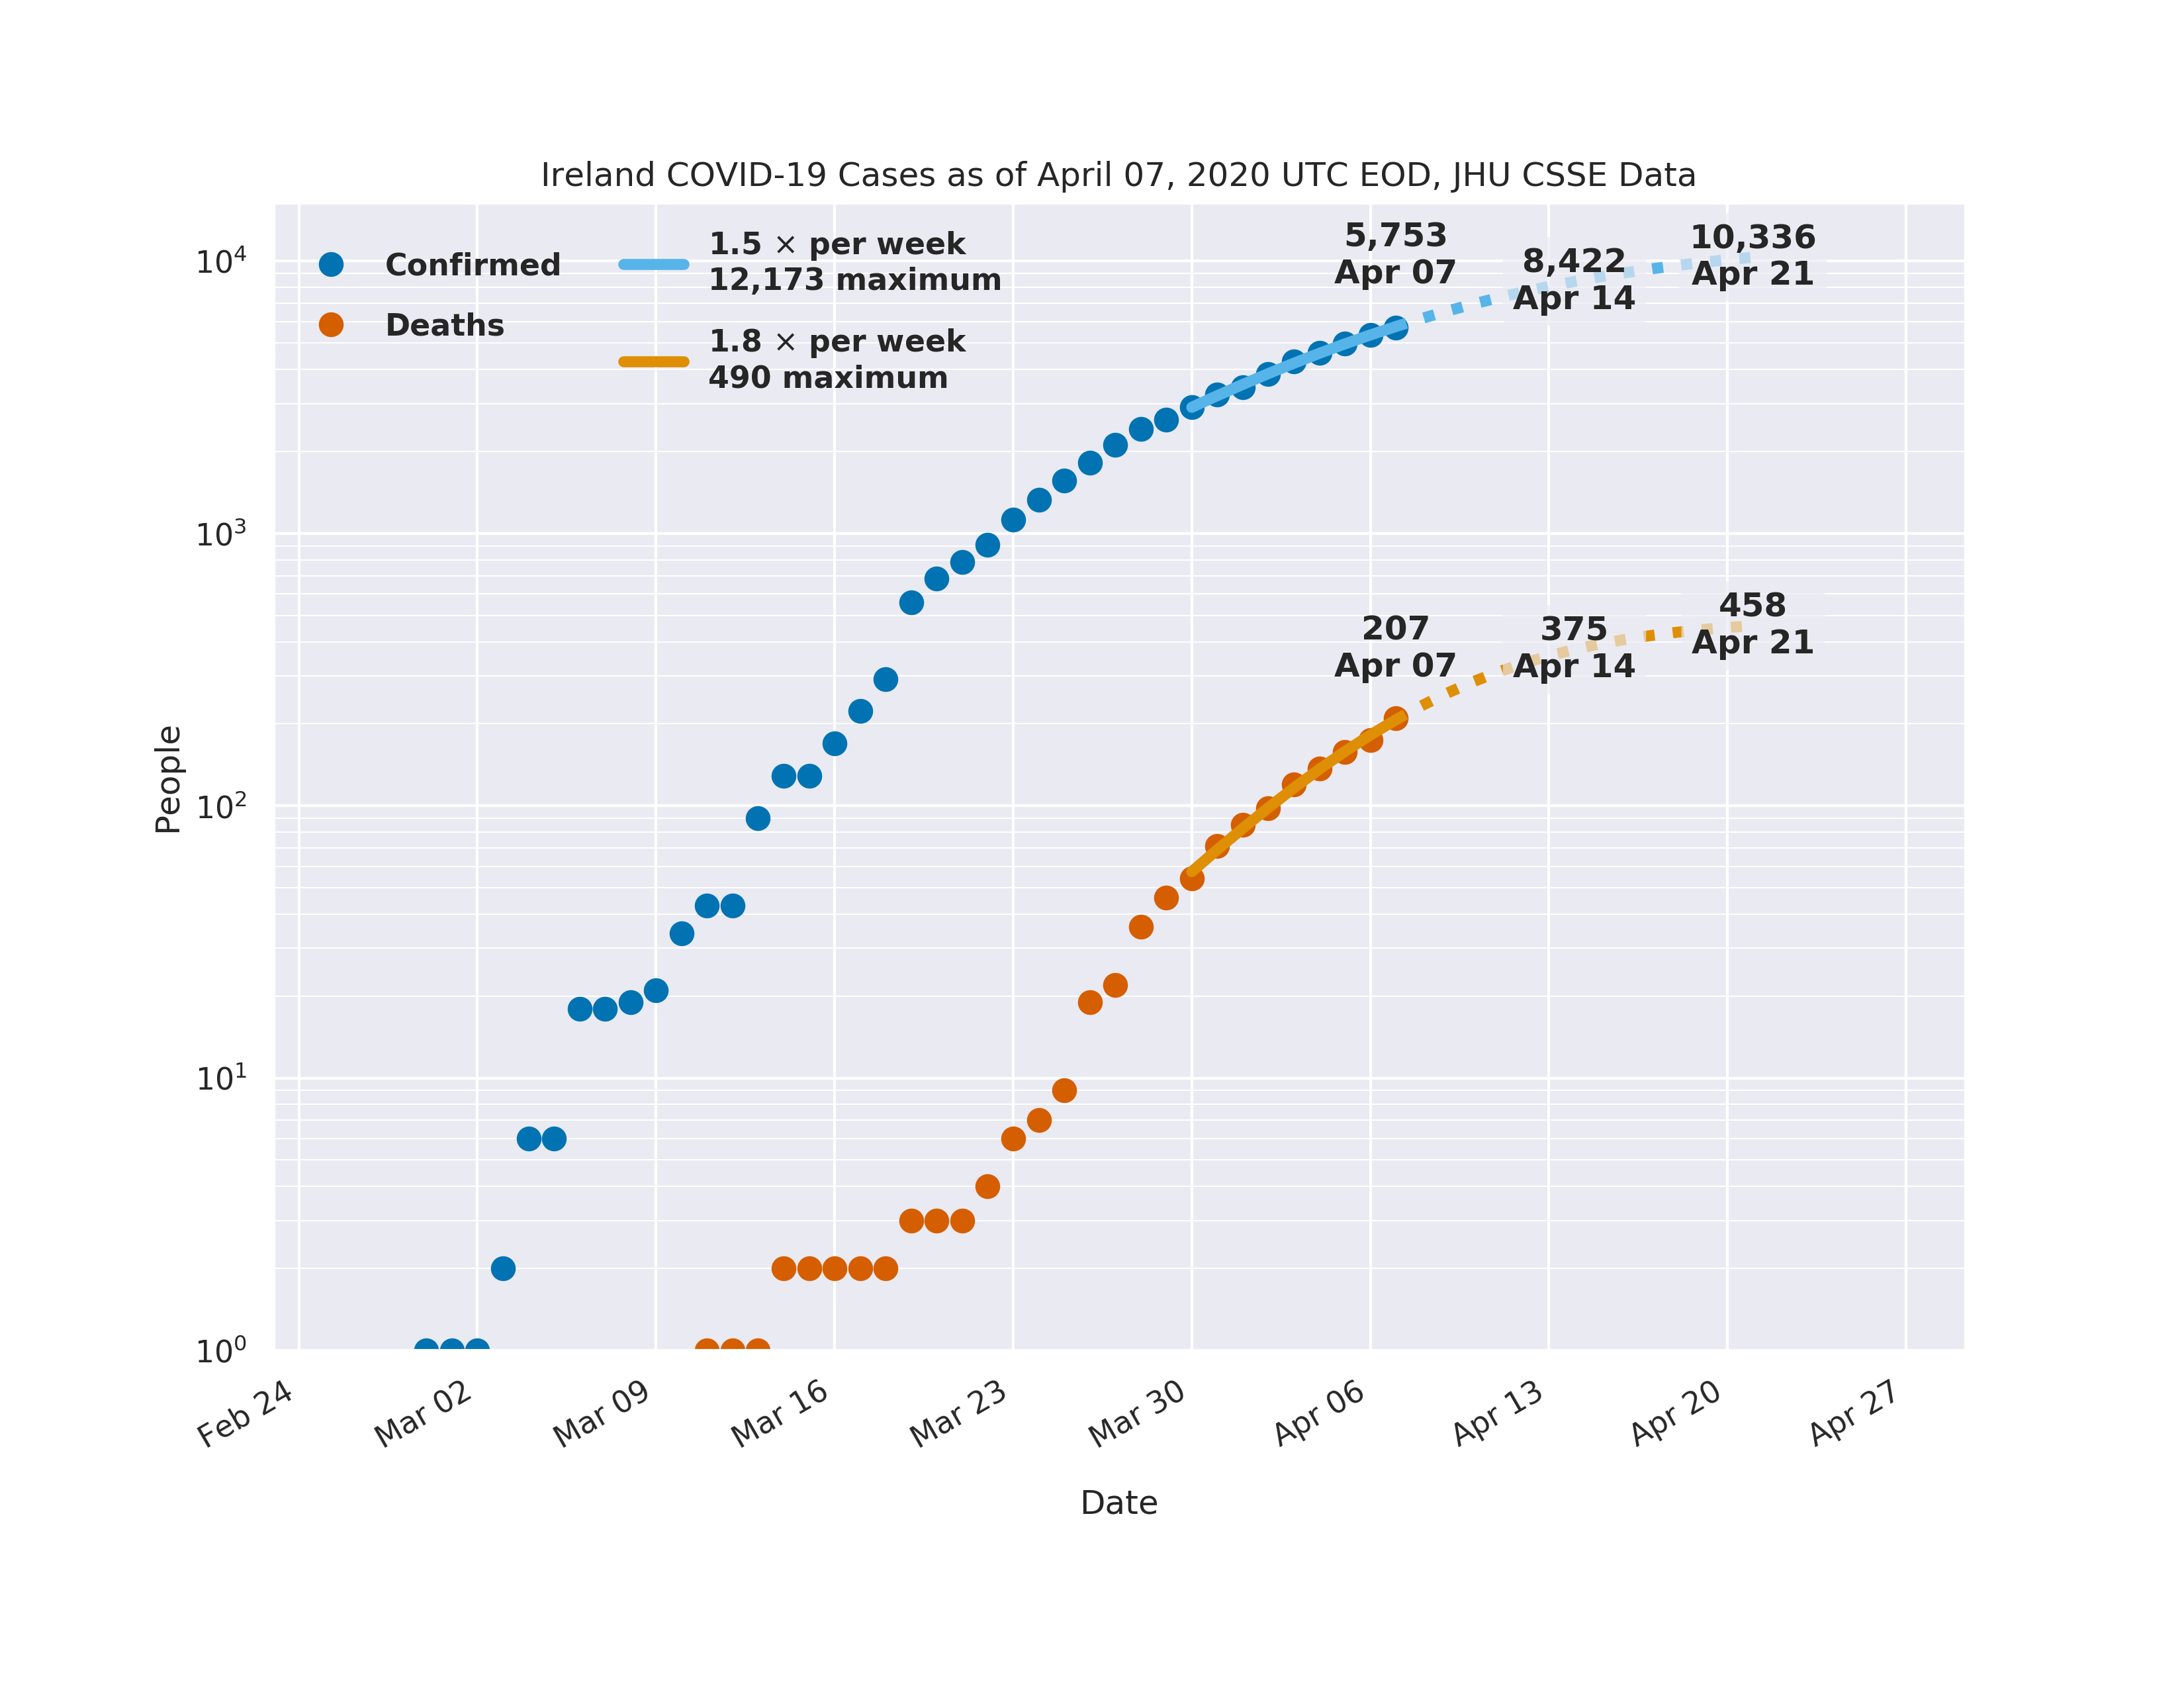 Ireland COVID-19 Cases as of April 07, 2020 UTC EOD, JHU CSSE Data
Confirmed
Deaths
1.5 × per week
12,173 maximum
1.8 × per week
490 maximum
5,753
Apr 07
8,422
Apr 14
10,336
Apr 21
207
Apr 07
375
Apr 14
458
Apr 21
People
10⁴
10³
10²
10¹
10⁰
Feb 24
Mar 02
Mar 09
Mar 16
Mar 23
Mar 30
Apr 06
Apr 13
Apr 20
Apr 27
Date